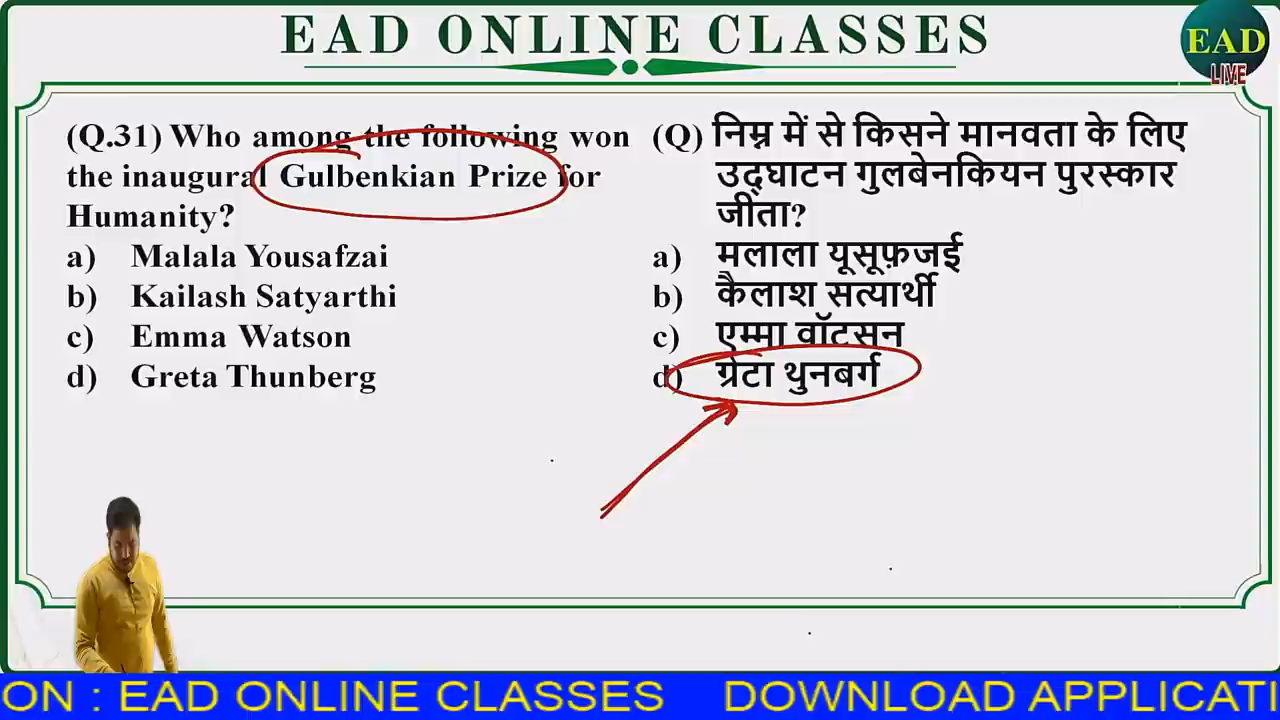 EAD ONLINE CLASSES
EAD
LIVE
(Q.31) Who among the following won
the inaugural Gulbenkian Prize for
Humanity?
a) Malala Yousafzai
b) Kailash Satyarthi
c) Emma Watson
d) Greta Thunberg
(Q) निम्न में से किसने मानवता के लिए
उद्घाटन गुलबेनकियन पुरस्कार
जीता?
a) मलाला यूसूफ़जई
b) कैलाश सत्यार्थी
c) एम्मा वॉटसन
d) ग्रेटा थुनबर्ग
ON : EAD ONLINE CLASSES DOWNLOAD APPLICATI